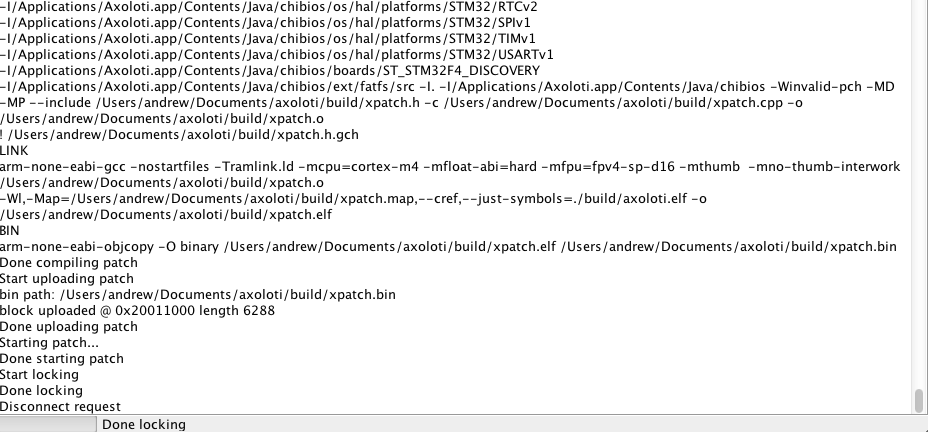 -I/Applications/Axoloti.app/Contents/Java/chibios/os/hal/platforms/STM32/RTCv2
-I/Applications/Axoloti.app/Contents/Java/chibios/os/hal/platforms/STM32/SPIv1
-I/Applications/Axoloti.app/Contents/Java/chibios/os/hal/platforms/STM32/TIMv1
-I/Applications/Axoloti.app/Contents/Java/chibios/os/hal/platforms/STM32/USARTv1
-I/Applications/Axoloti.app/Contents/Java/chibios/boards/ST_STM32F4_DISCOVERY
-I/Applications/Axoloti.app/Contents/Java/chibios/ext/fatfs/src -I. -I/Applications/Axoloti.app/Contents/Java/chibios -Winvalid-pch -MD
-MP --include /Users/andrew/Documents/axoloti/build/xpatch.h -c /Users/andrew/Documents/axoloti/build/xpatch.cpp -o
/Users/andrew/Documents/axoloti/build/xpatch.o
! /Users/andrew/Documents/axoloti/build/xpatch.h.gch
LINK
arm-none-eabi-gcc -nostartfiles -Tramlink.ld -mcpu=cortex-m4 -mfloat-abi=hard -mfpu=fpv4-sp-d16 -mthumb -mno-thumb-interwork
/Users/andrew/Documents/axoloti/build/xpatch.o
-Wl,-Map=/Users/andrew/Documents/axoloti/build/xpatch.map,--cref,--just-symbols=./build/axoloti.elf -o
/Users/andrew/Documents/axoloti/build/xpatch.elf
BIN
arm-none-eabi-objcopy -O binary /Users/andrew/Documents/axoloti/build/xpatch.elf /Users/andrew/Documents/axoloti/build/xpatch.bin
Done compiling patch
Start uploading patch
bin path: /Users/andrew/Documents/axoloti/build/xpatch.bin
block uploaded @ 0x20011000 length 6288
Done uploading patch
Starting patch...
Done starting patch
Start locking
Done locking
Disconnect request
Done locking